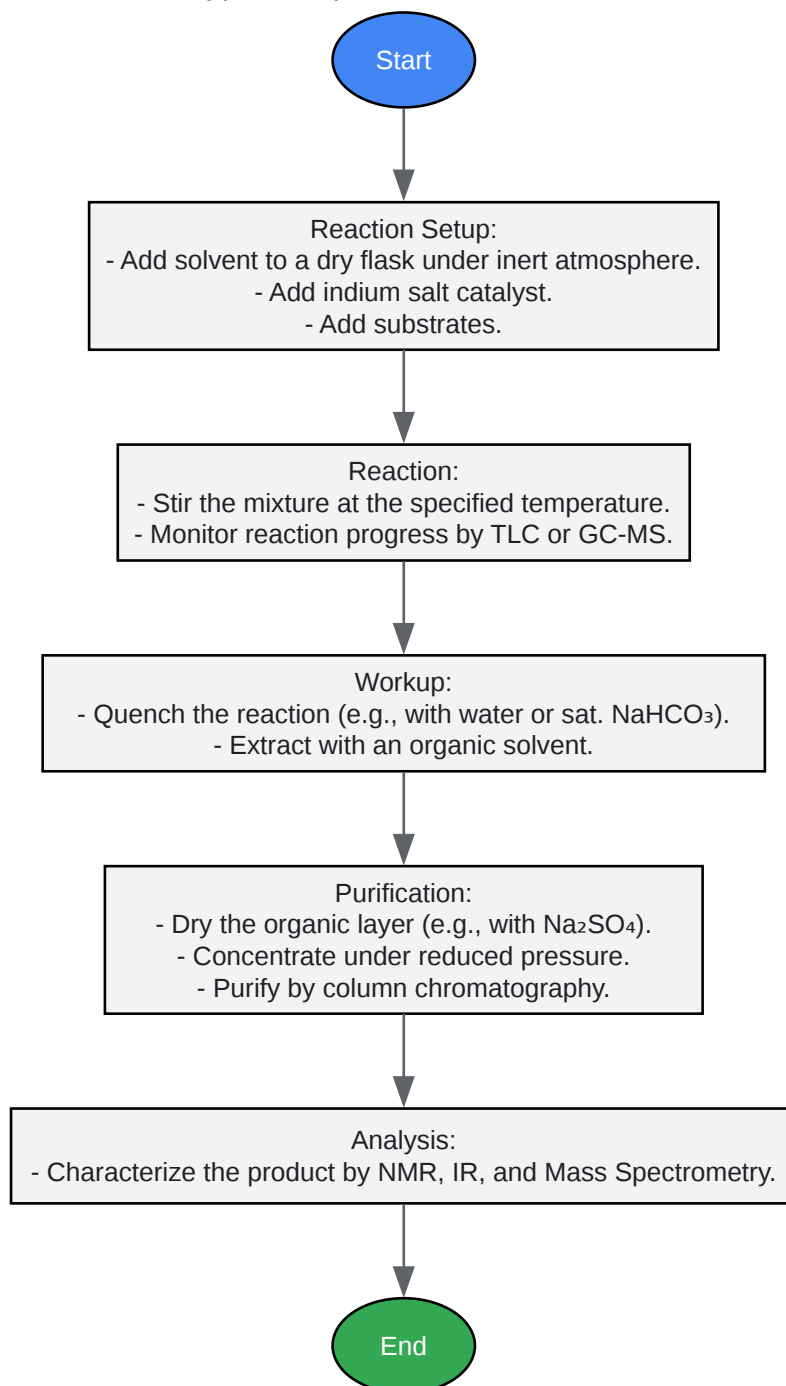 Start
Reaction Setup:
- Add solvent to a dry flask under inert atmosphere.
- Add indium salt catalyst.
- Add substrates.
Reaction:
- Stir the mixture at the specified temperature.
- Monitor reaction progress by TLC or GC-MS.
Workup:
- Quench the reaction (e.g., with water or sat. NaHCO₃).
- Extract with an organic solvent.
Purification:
- Dry the organic layer (e.g., with Na₂SO₄).
- Concentrate under reduced pressure.
- Purify by column chromatography.
Analysis:
- Characterize the product by NMR, IR, and Mass Spectrometry.
End